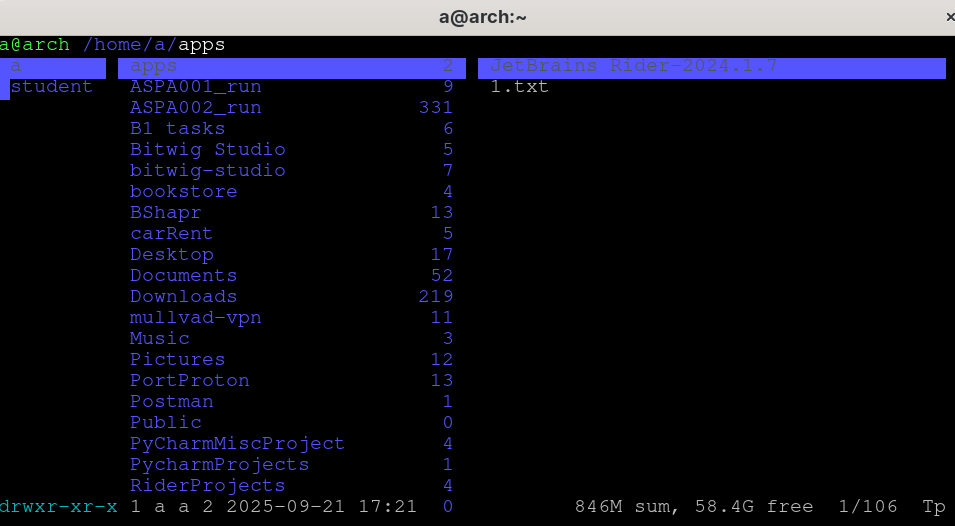 a@arch:~ ×
a@arch /home/a/apps
a apps 2 JetBrains Rider-2024.1.7
student ASPA001_run 9 1.txt
ASPA002_run 331
B1 tasks 6
Bitwig Studio 5
bitwig-studio 7
bookstore 4
BShapr 13
carRent 5
Desktop 17
Documents 52
Downloads 219
mullvad-vpn 11
Music 3
Pictures 12
PortProton 13
Postman 1
Public 0
PyCharmMiscProject 4
PycharmProjects 1
RiderProjects 4
drwxr-xr-x 1 a a 2 2025-09-21 17:21 0 846M sum, 58.4G free 1/106 Tp